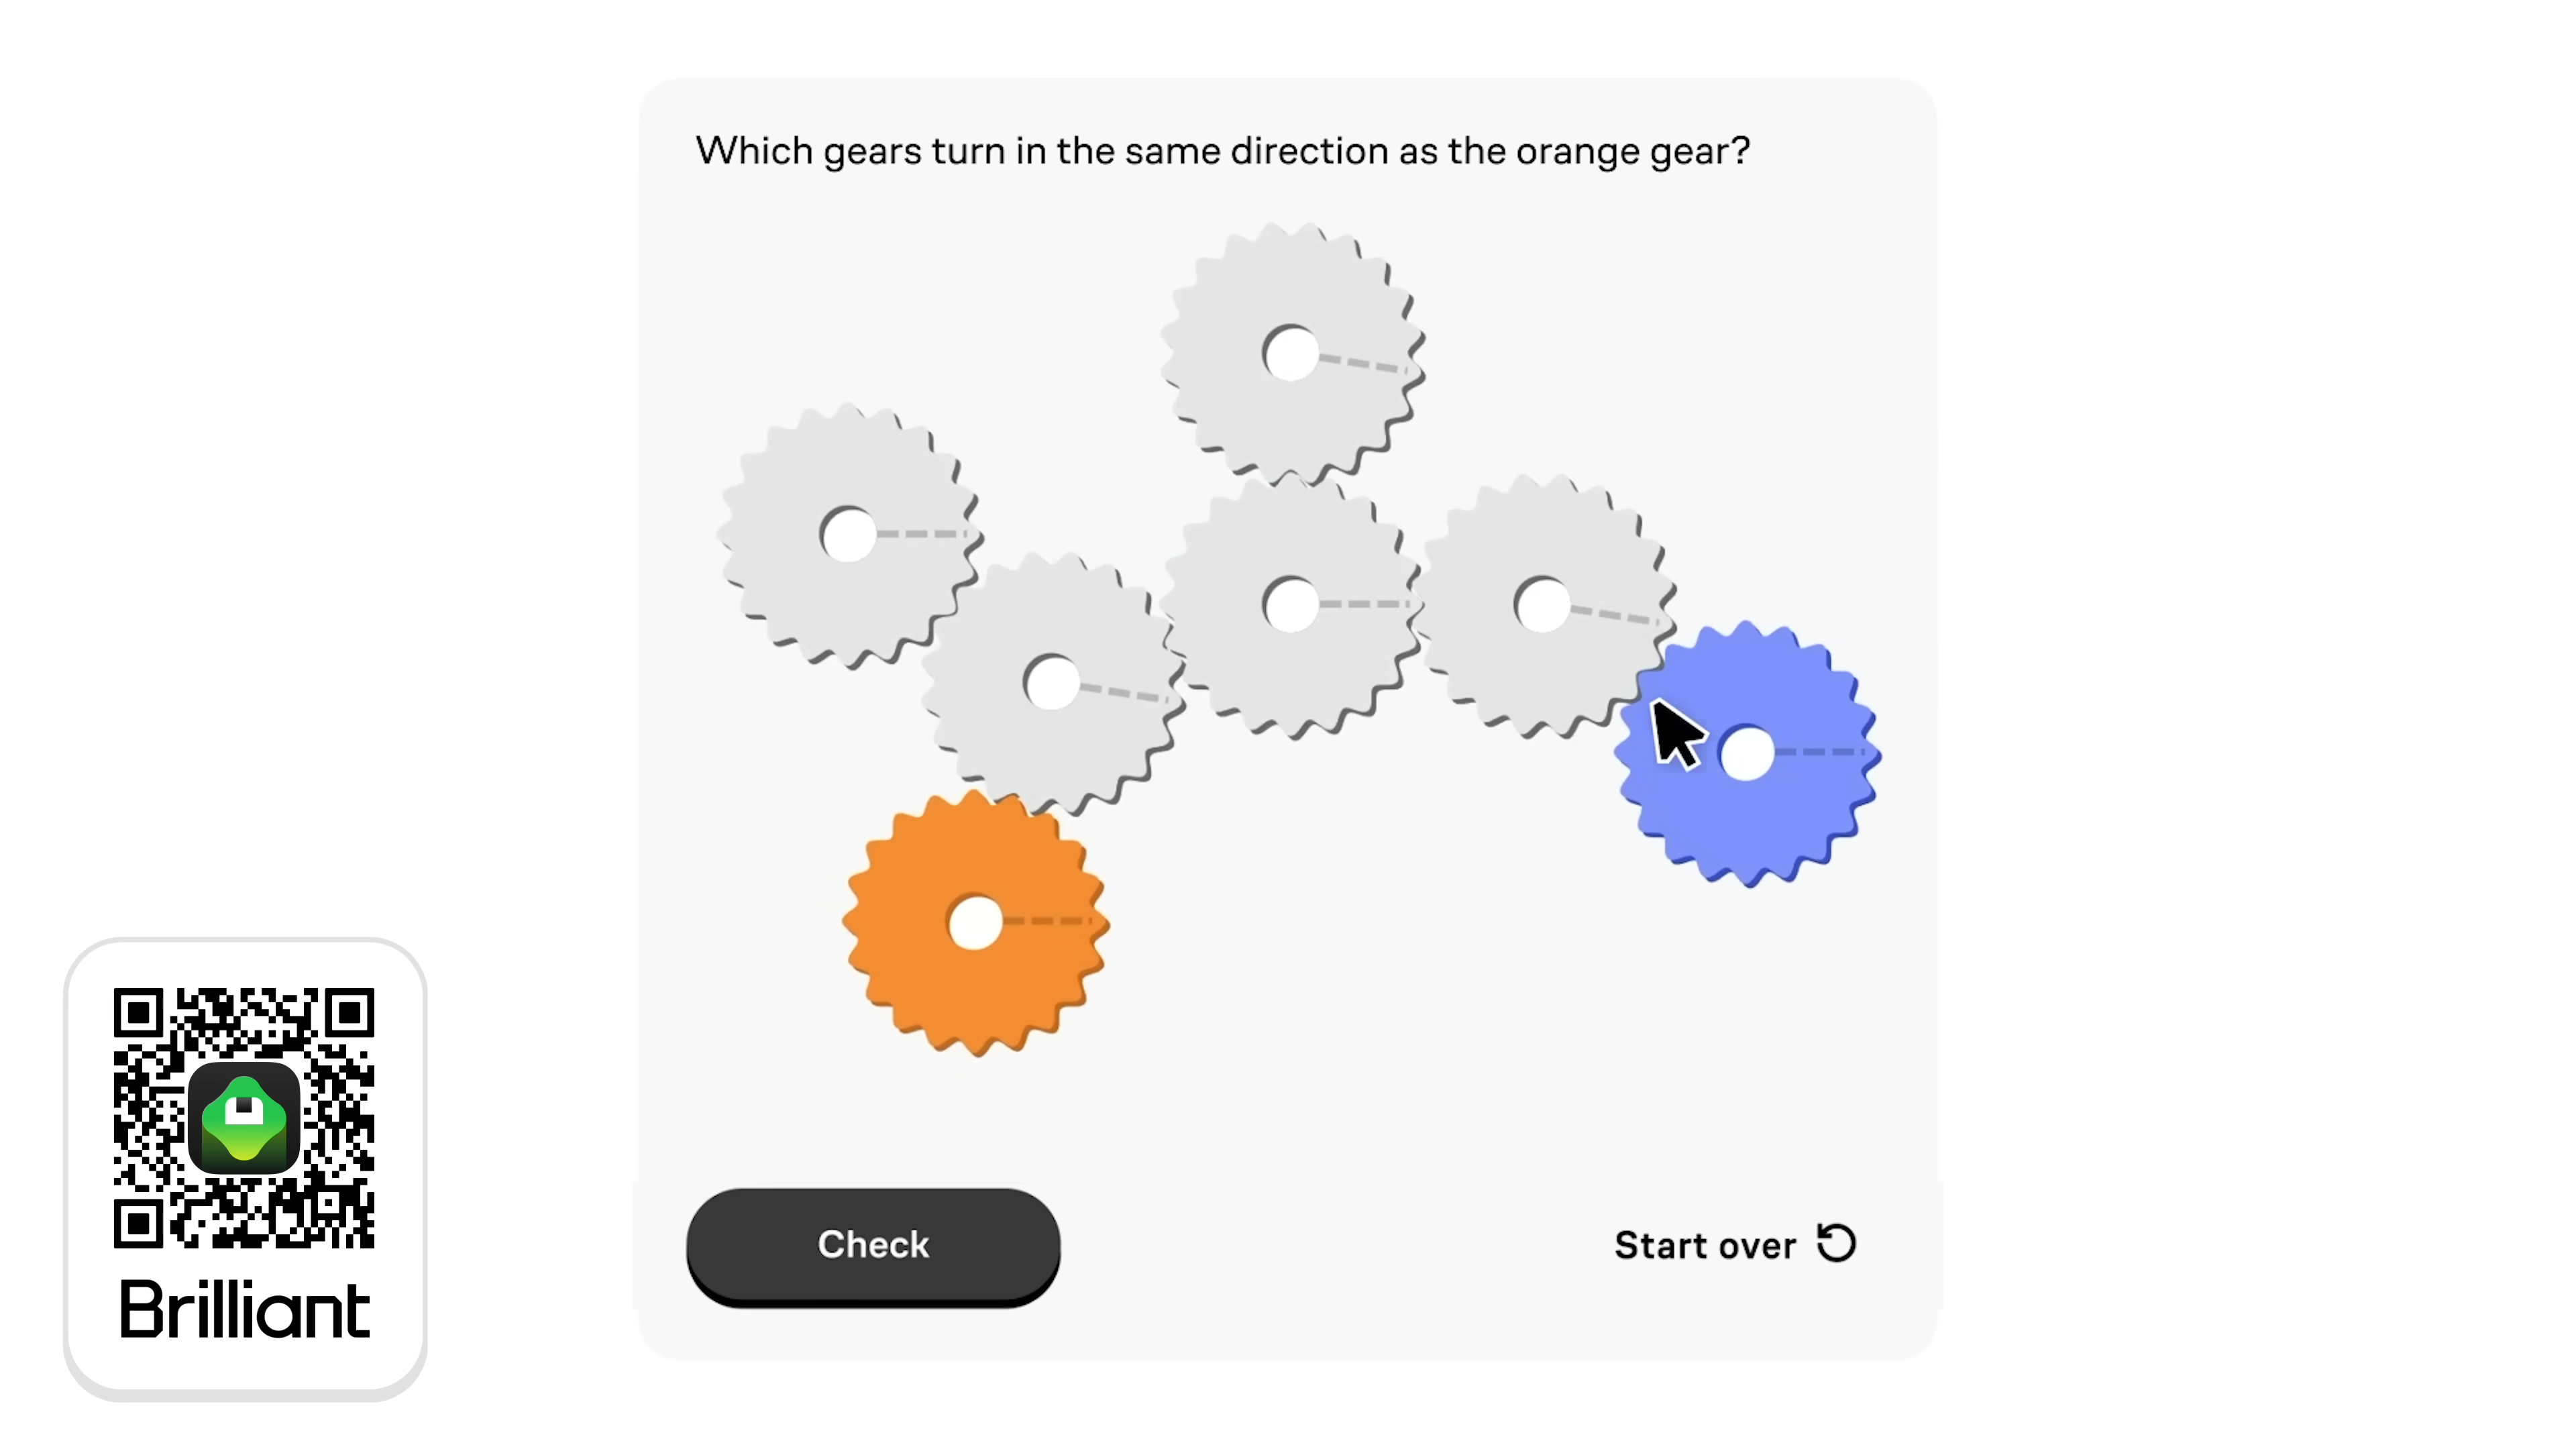 Which gears turn in the same direction as the orange gear?
Check
Start over
Brilliant